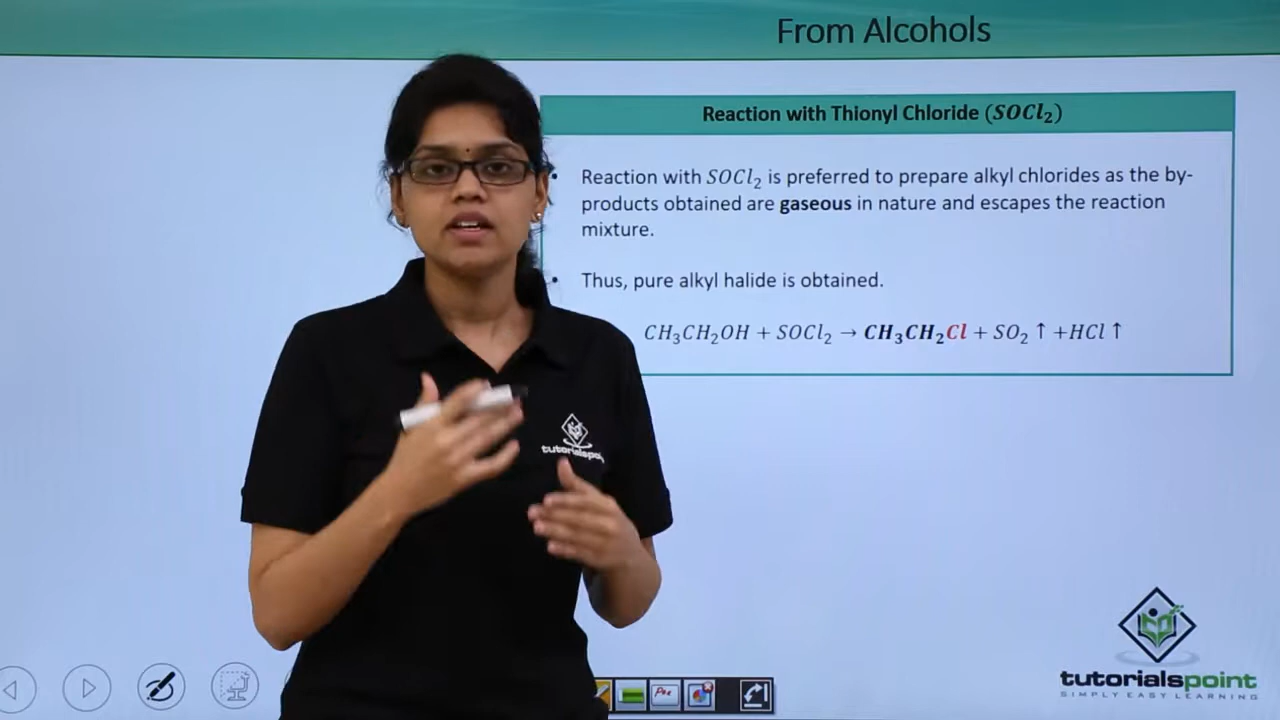 From Alcohols
Reaction with Thionyl Chloride (SOCl₂)
• Reaction with SOCl₂ is preferred to prepare alkyl chlorides as the by-
products obtained are gaseous in nature and escapes the reaction
mixture.
• Thus, pure alkyl halide is obtained.
CH₃CH₂OH + SOCl₂ → CH₃CH₂Cl + SO₂ ↑ +HCl ↑
tutorialspoi
tutorialspoint
SIMPLY EASY LEARNING